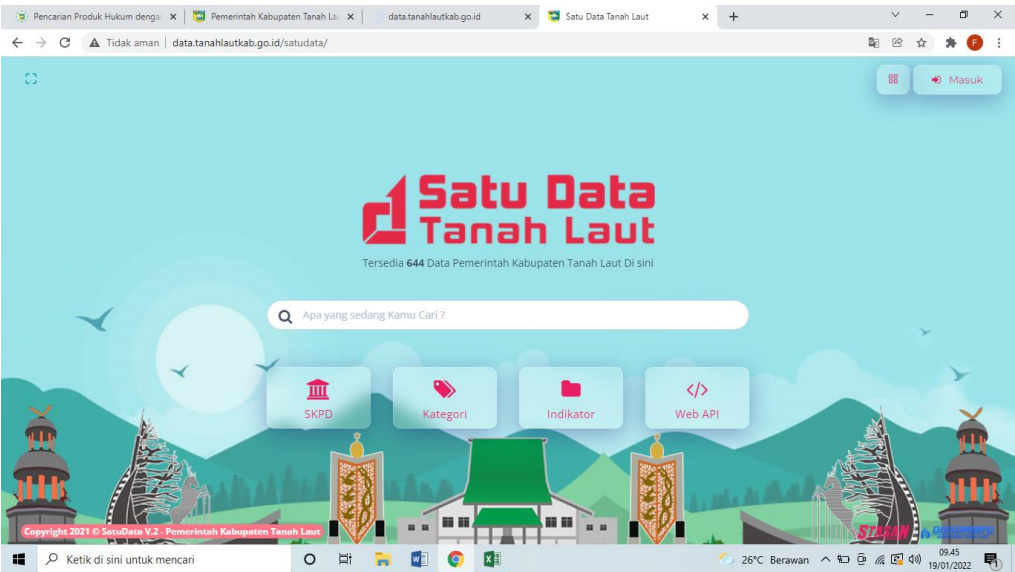 Pencarian Produk Hukum dengan
Pemerintah Kabupaten Tanah Lau
data.tanahlautkab.go.id
Satu Data Tanah Laut
Tidak aman
data.tanahlautkab.go.id/satudata/
F
Masuk
Satu Data
Tanah Laut
Tersedia 644 Data Pemerintah Kabupaten Tanah Laut Di sini
Apa yang sedang Kamu Cari ?
SKPD
Kategori
Indikator
</> 
Web API
Copyright 2021 © SatuData V.2 - Pemerintah Kabupaten Tanah Laut
Ketik di sini untuk mencari
26°C Berawan
09.45
19/01/2022
1